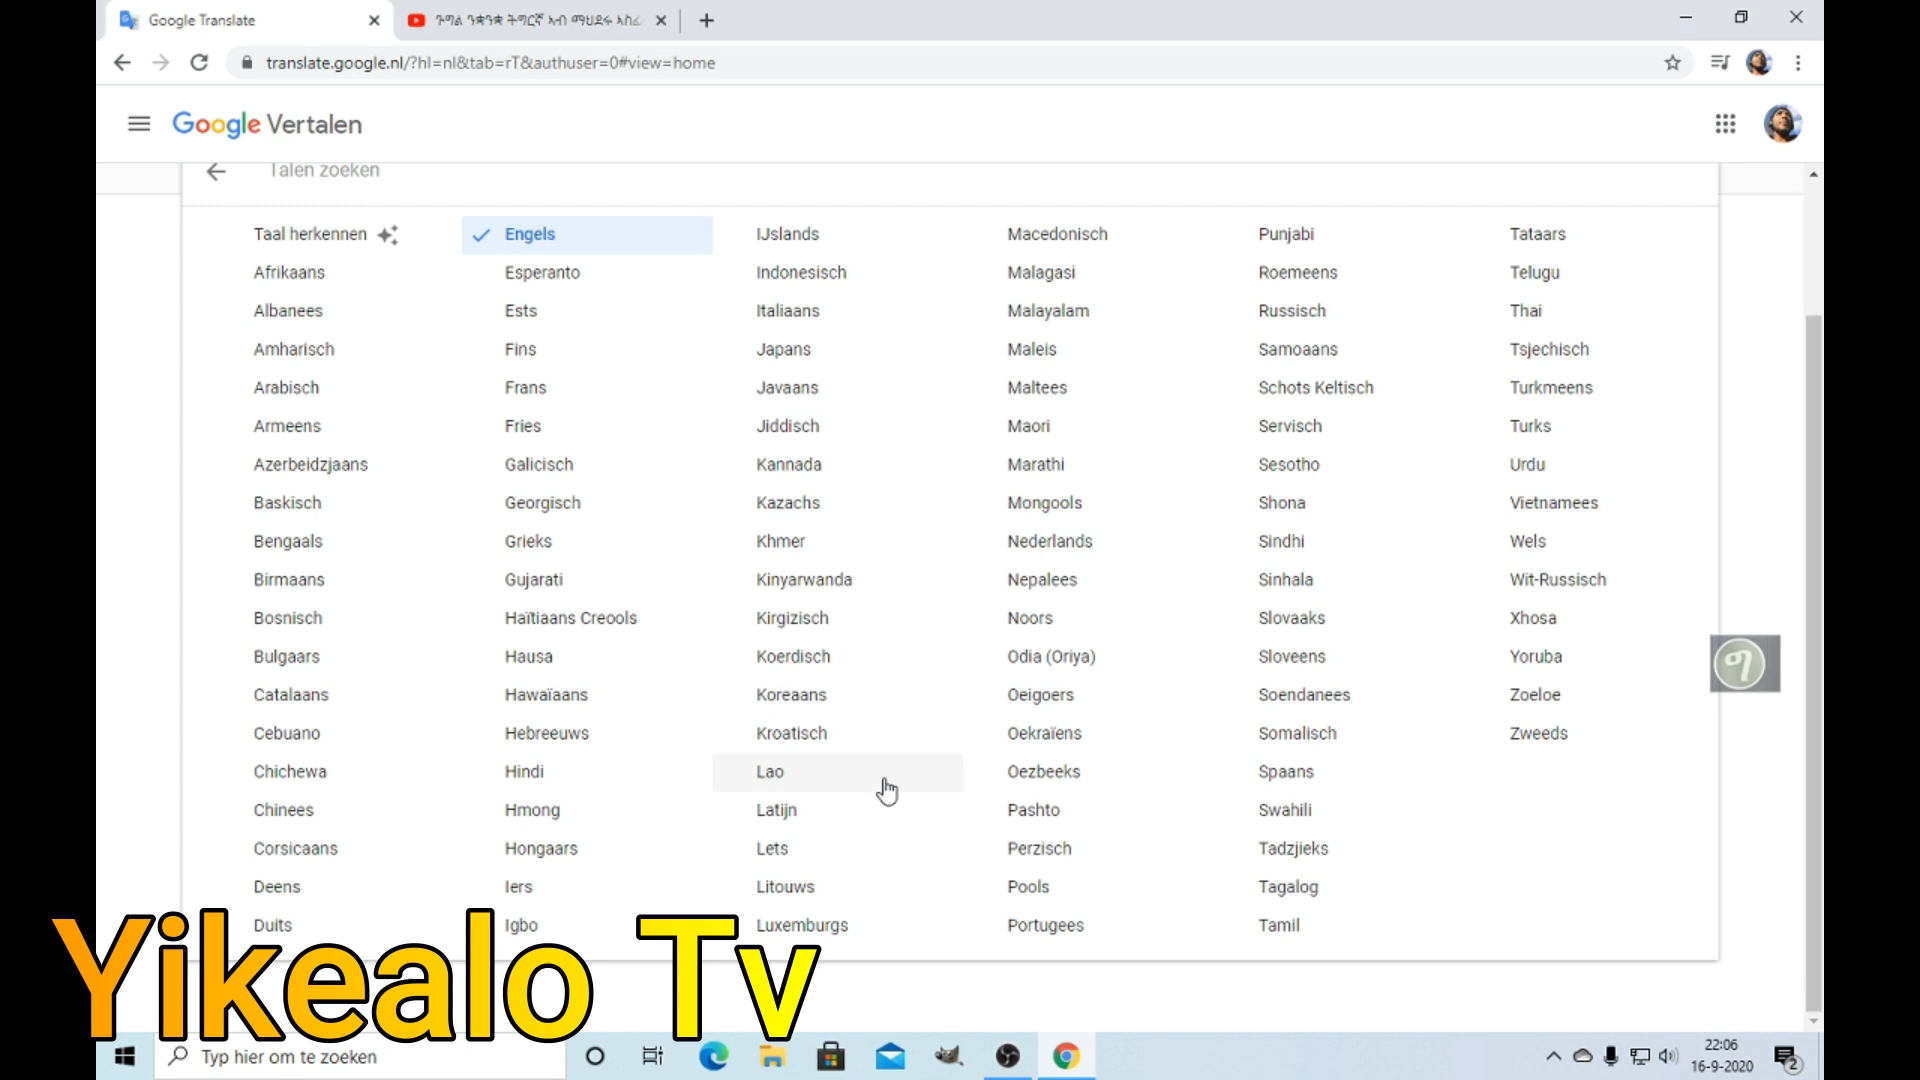 Google Translate
ጉግል ንቋንቋ ትግርኛ ኣብ ማህደሩ ኣስፊ
translate.google.nl/?hl=nl&tab=rT&authuser=0#view=home
Google Vertalen
Talen zoeken
Taal herkennen
Afrikaans
Albanees
Amharisch
Arabisch
Armeens
Azerbeidzjaans
Baskisch
Bengaals
Birmaans
Bosnisch
Bulgaars
Catalaans
Cebuano
Chichewa
Chinees
Corsicaans
Deens
Duits
Engels
Esperanto
Ests
Fins
Frans
Fries
Galicisch
Georgisch
Grieks
Gujarati
Haïtiaans Creools
Hausa
Hawaïaans
Hebreeuws
Hindi
Hmong
Hongaars
Iers
Igbo
IJslands
Indonesisch
Italiaans
Japans
Javaans
Jiddisch
Kannada
Kazachs
Khmer
Kinyarwanda
Kirgizisch
Koerdisch
Koreaans
Kroatisch
Lao
Latijn
Lets
Litouws
Luxemburgs
Macedonisch
Malagasi
Malayalam
Maleis
Maltees
Maori
Marathi
Mongools
Nederlands
Nepalees
Noors
Odia (Oriya)
Oeigoers
Oekraïens
Oezbeeks
Pashto
Perzisch
Pools
Portugees
Punjabi
Roemeens
Russisch
Samoaans
Schots Keltisch
Servisch
Sesotho
Shona
Sindhi
Sinhala
Slovaaks
Sloveens
Soendanees
Somalisch
Spaans
Swahili
Tadzjieks
Tagalog
Tamil
Tataars
Telugu
Thai
Tsjechisch
Turkmeens
Turks
Urdu
Vietnamees
Wels
Wit-Russisch
Xhosa
Yoruba
Zoeloe
Zweeds
ግ
Yikealo Tv
Typ hier om te zoeken
22:06
16-9-2020
2